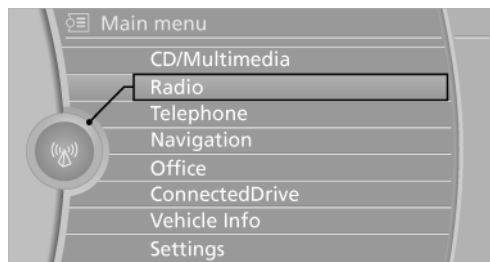 Main menu
CD/Multimedia
Radio
Telephone
Navigation
Office
ConnectedDrive
Vehicle Info
Settings